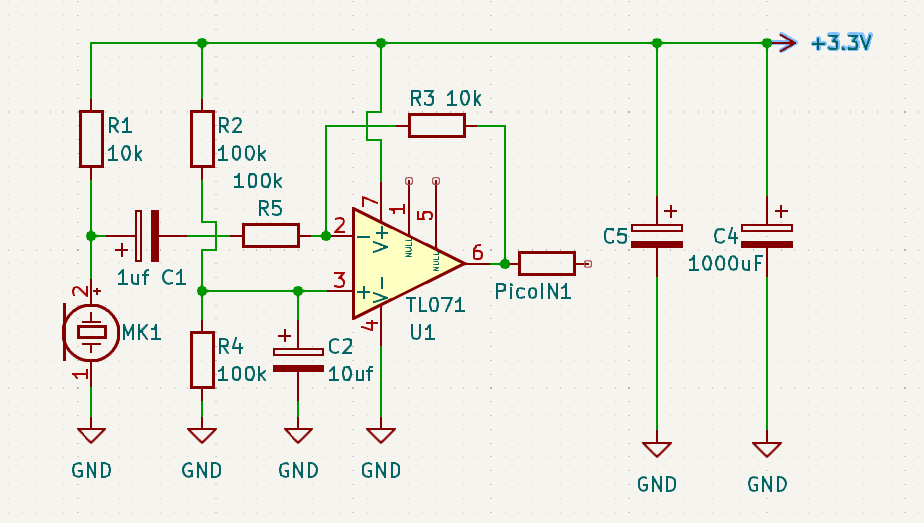 +3.3V
R3 10k
R1
10k
R2
100k
100k
R5
7
1
5
2
NULL
NULL
V+
6
C5
C4
1000uF
1uf C1
3
V-
PicoIN1
TL071
U1
4
2
MK1
1
R4
100k
C2
10uf
GND
GND
GND
GND
GND
GND